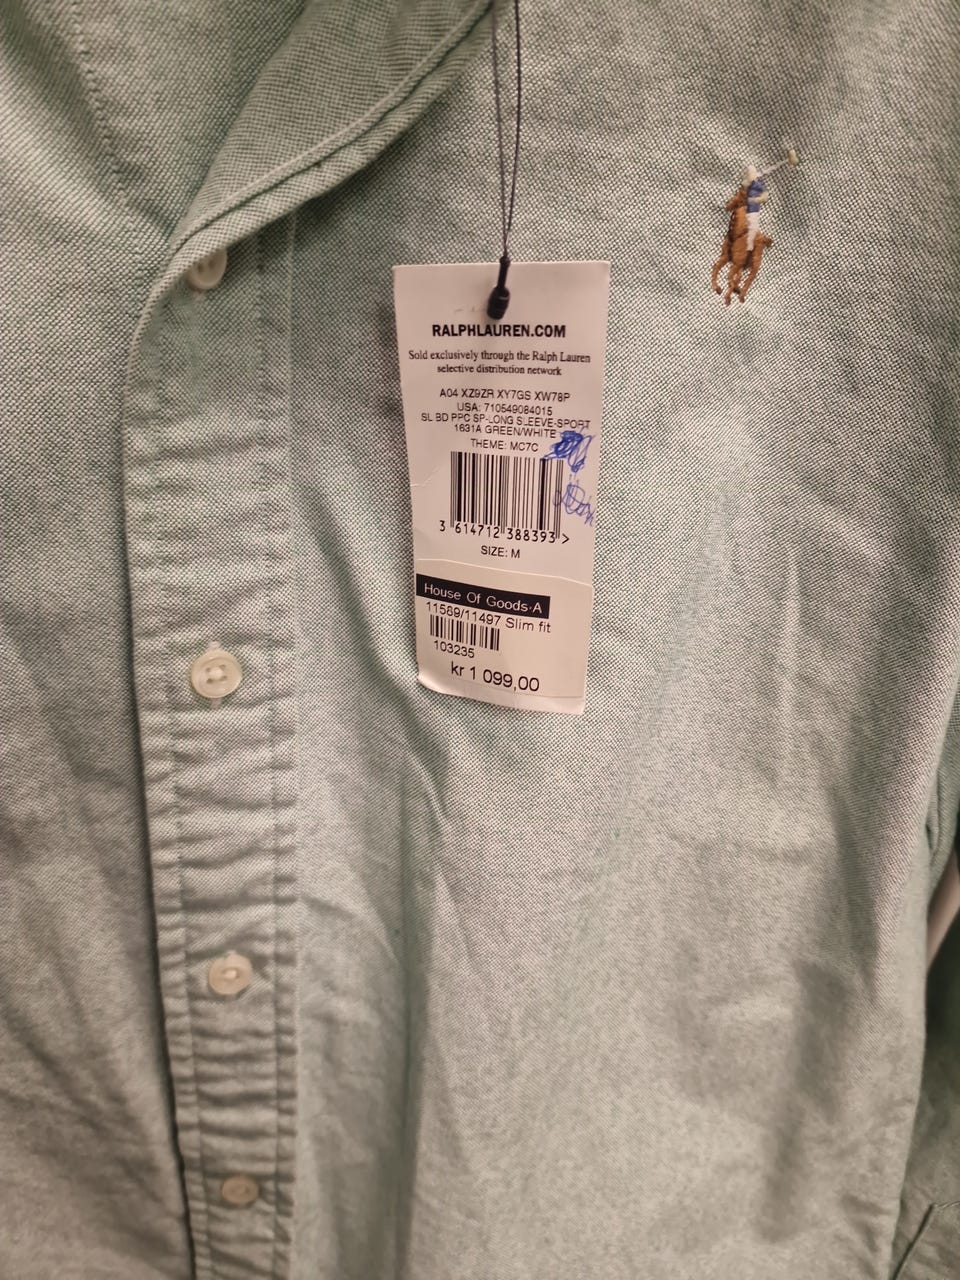 RALPHLAUREN.COM
Sold exclusively through the Ralph Lauren
selective distribution network
A04 XZ9ZR XY7GS XW78P
USA: 710549084015
SL BD PPC SP-LONG SLEEVE-SPORT
1631A GREEN/WHITE
THEME: MC7C
3 614712 388393 >
SIZE: M
House Of Goods-A
11569/11497 Slim fit
103235
kr 1 099,00